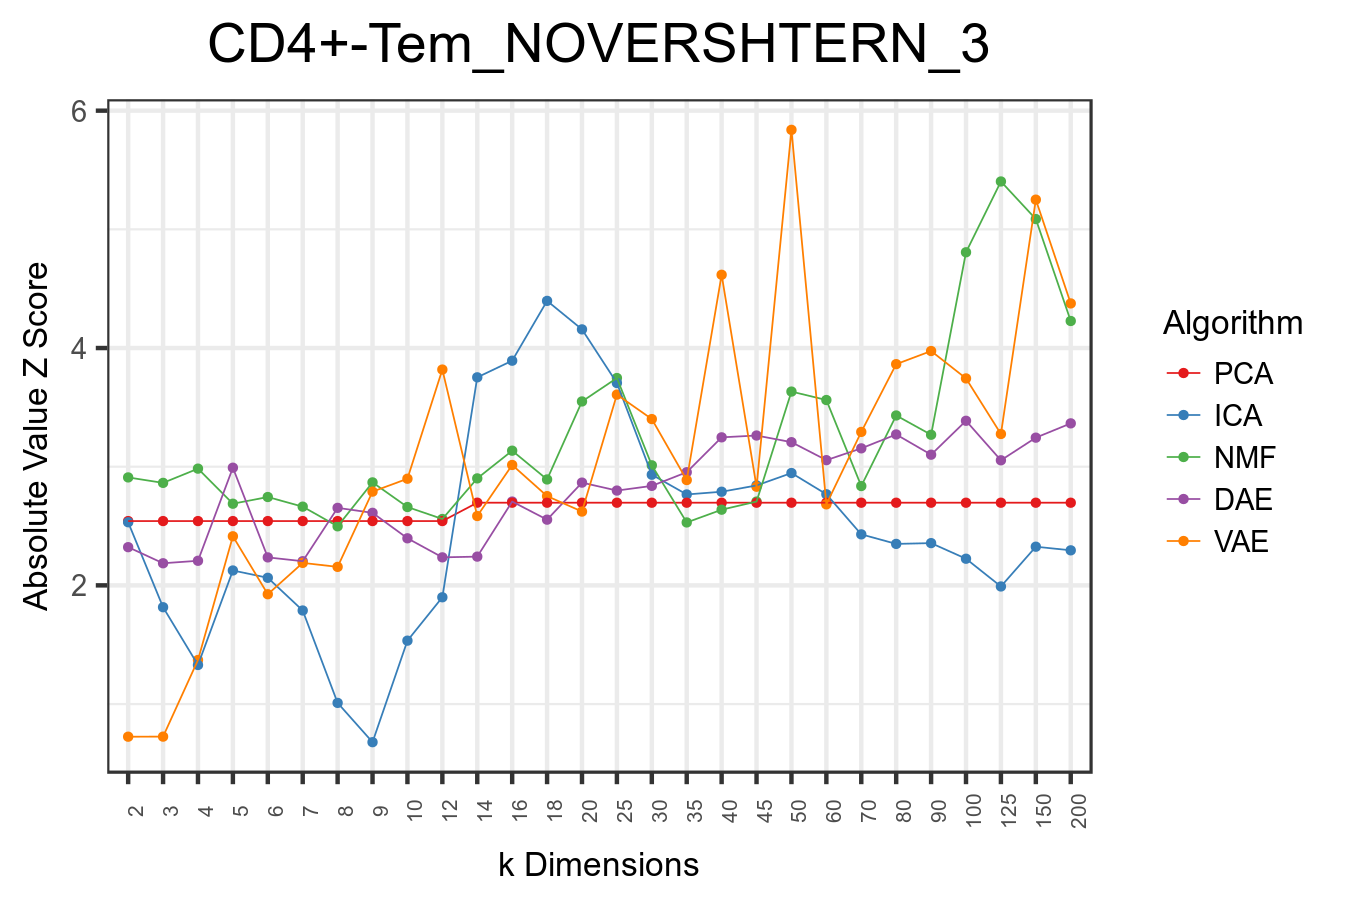 CD4+-Tem_NOVERSHTERN_3
Absolute Value Z Score
6
4
2
2 3 4 5 6 7 8 9 10 12 14 16 18 20 25 30 35 40 45 50 60 70 80 90 100 125 150 200
k Dimensions
Algorithm
PCA
ICA
NMF
DAE
VAE